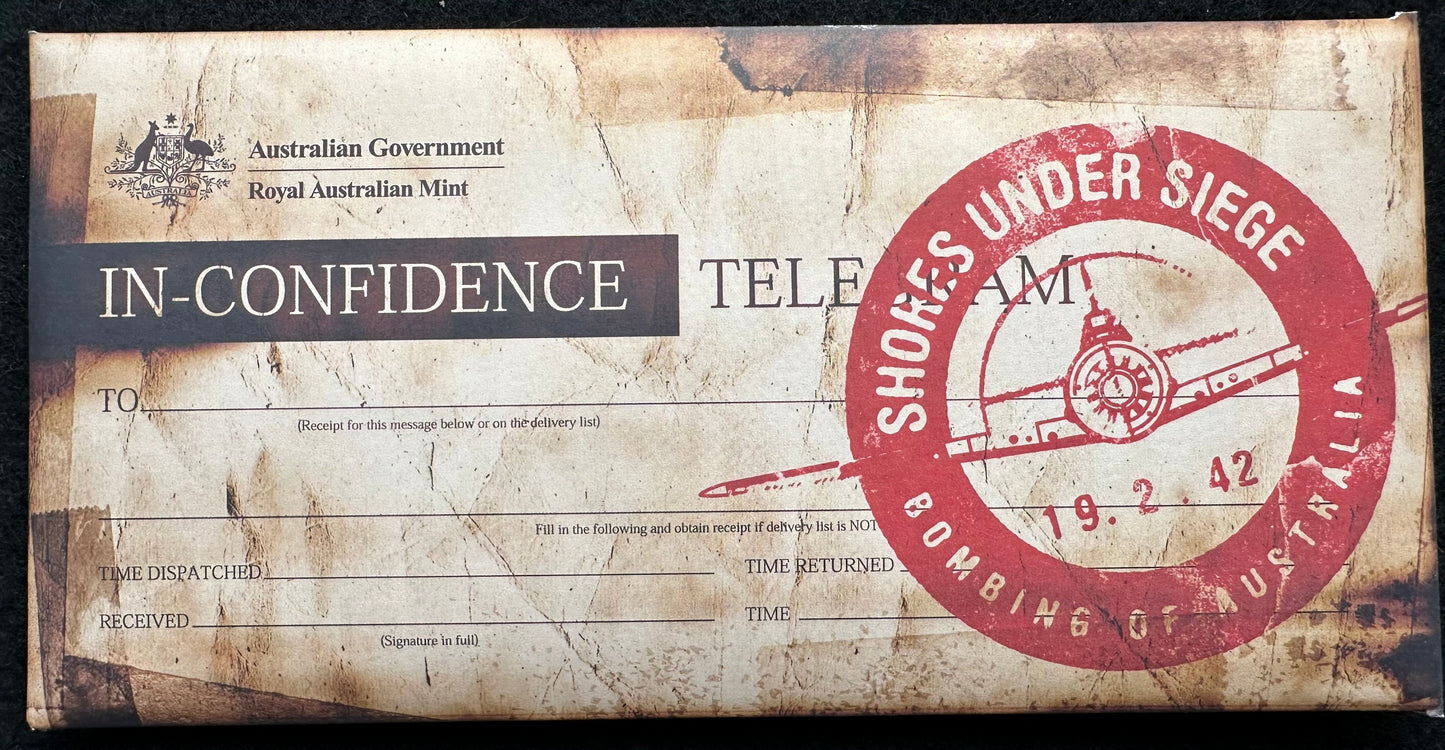 Australian Government
Royal Australian Mint
AUSTRALIA
IN-CONFIDENCE TELEGRAM
SHORES UNDER SIEGE
TO
(Receipt for this message below or on the delivery list)
19.2.42
Fill in the following and obtain receipt if delivery list is NOT
BOMBING OF AUSTRALIA
TIME DISPATCHED
TIME RETURNED
RECEIVED
TIME
(Signature in full)